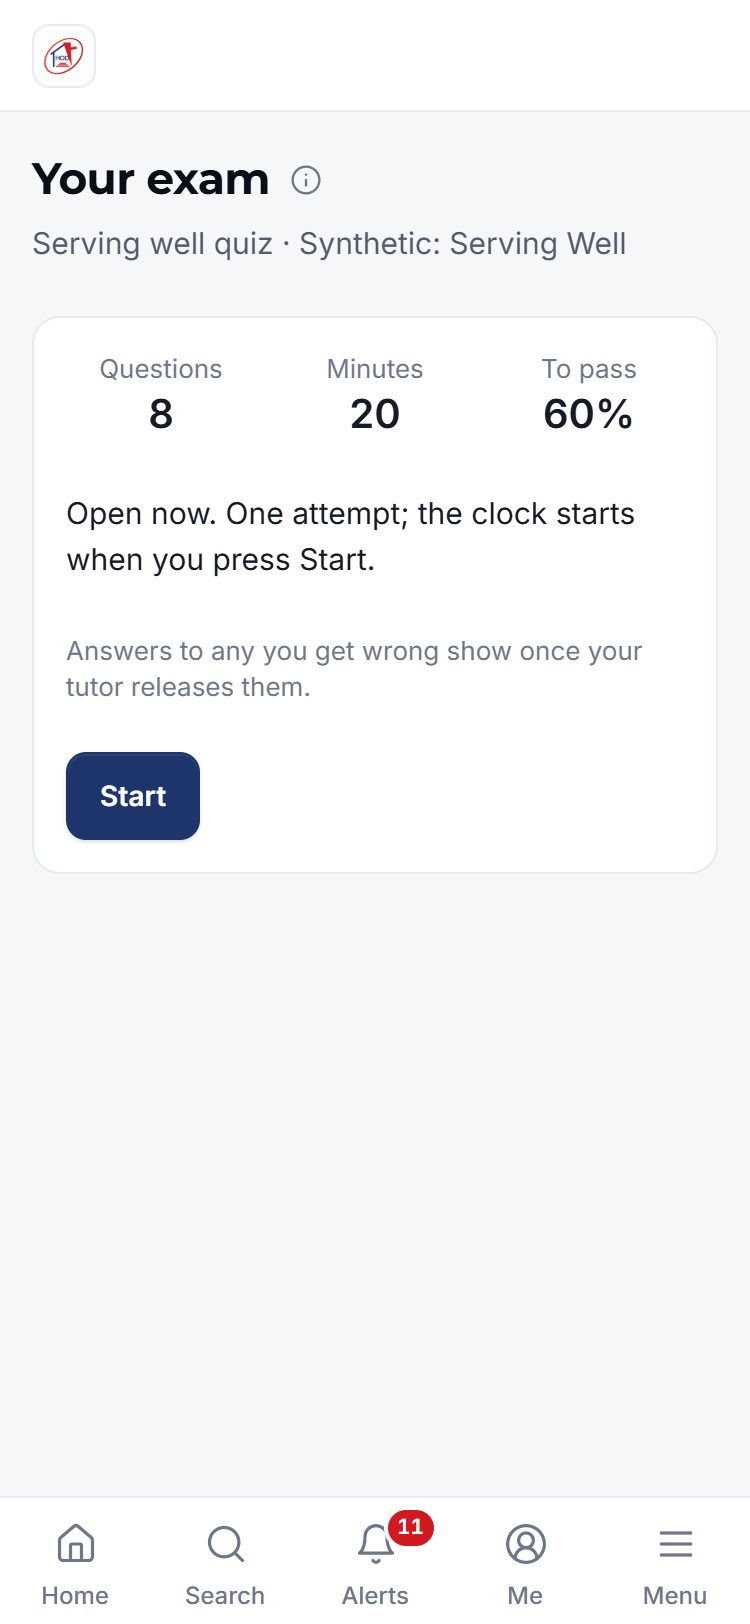 HOD
Your exam
Serving well quiz · Synthetic: Serving Well
Questions
Minutes
To pass
8
20
60%
Open now. One attempt; the clock starts
when you press Start.
Answers to any you get wrong show once your
tutor releases them.
Start
11
Home
Search
Alerts
Me
Menu